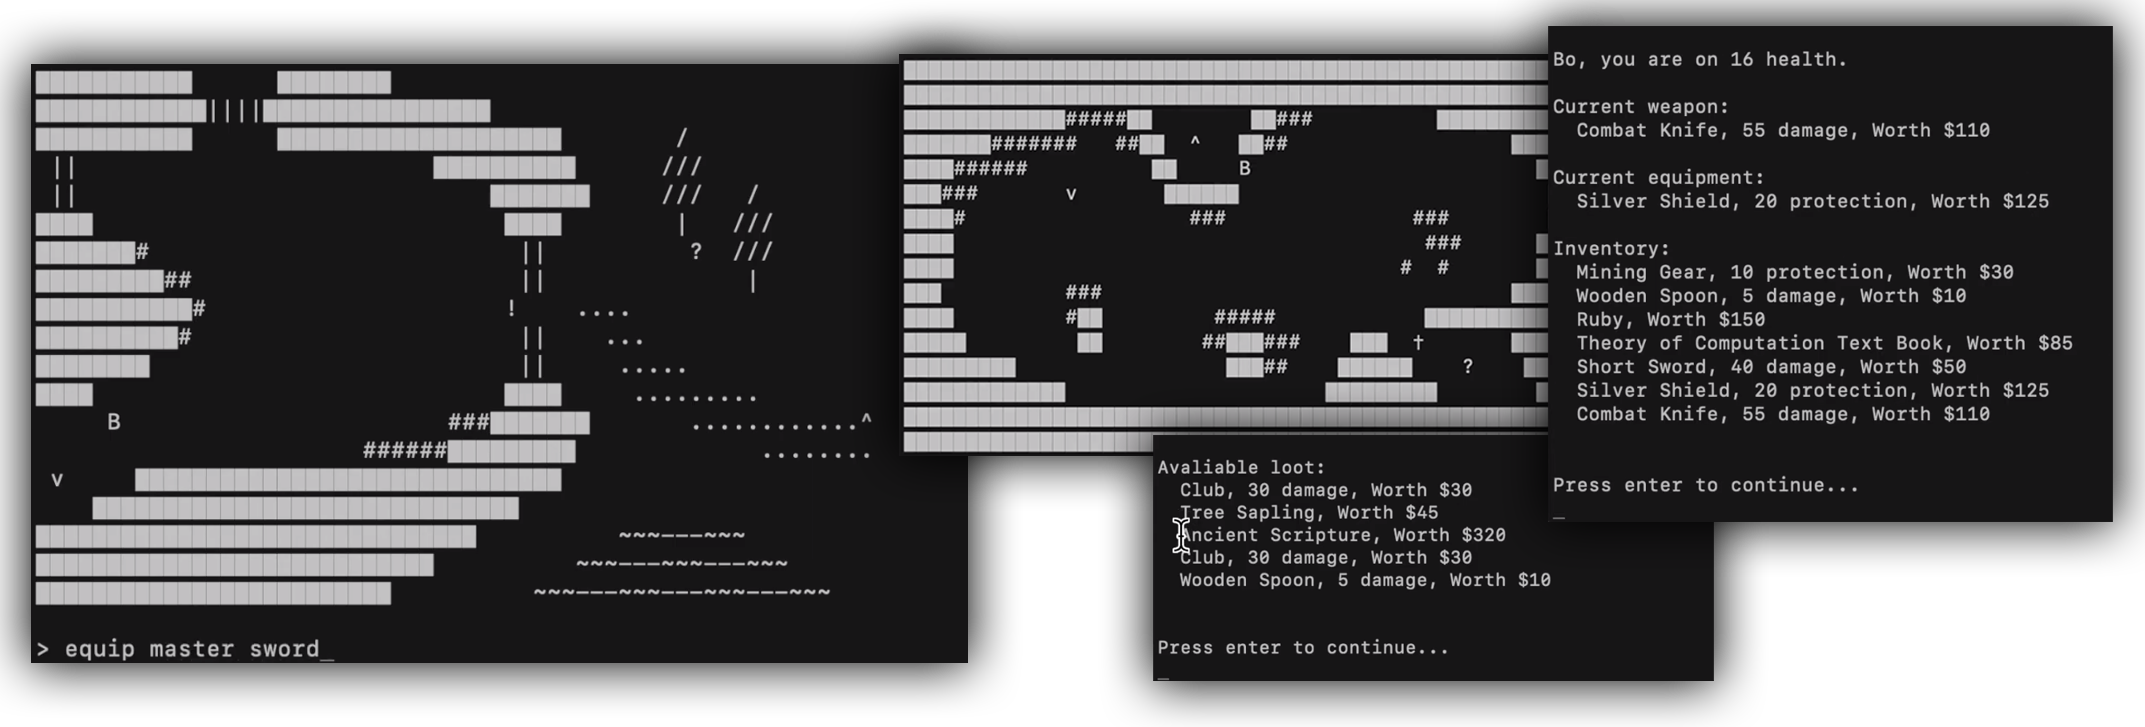 > equip master sword_
Avaliable loot:
Club, 30 damage, Worth $30
Tree Sapling, Worth $45
Ancient Scripture, Worth $320
Club, 30 damage, Worth $30
Wooden Spoon, 5 damage, Worth $10
Press enter to continue...
_
Bo, you are on 16 health.
Current weapon:
Combat Knife, 55 damage, Worth $110
Current equipment:
Silver Shield, 20 protection, Worth $125
Inventory:
Mining Gear, 10 protection, Worth $30
Wooden Spoon, 5 damage, Worth $10
Ruby, Worth $150
Theory of Computation Text Book, Worth $85
Short Sword, 40 damage, Worth $50
Silver Shield, 20 protection, Worth $125
Combat Knife, 55 damage, Worth $110
Press enter to continue...
_